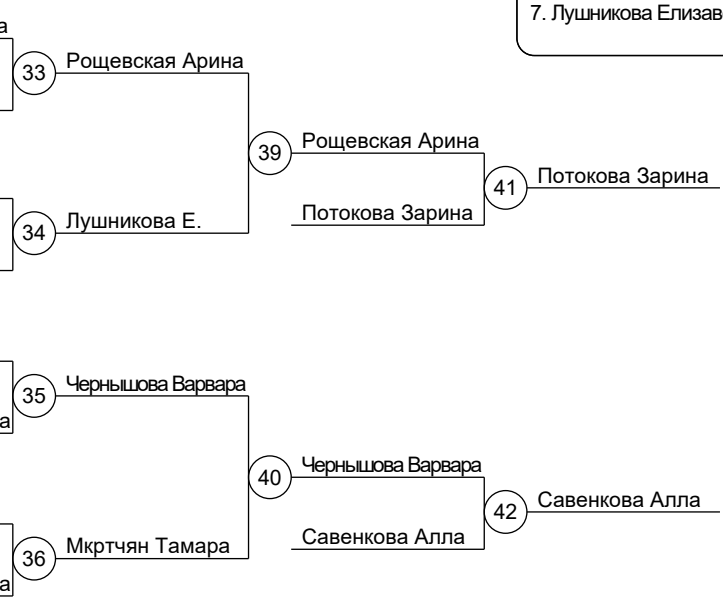 7. Лушникова
а
33
Рощевская Арина
39
Рощевская Арина
41
Потокова Зарина
Потокова Зарина
34
Лушникова Е.
35
Чернышова Варвара
а
40
Чернышова Варвара
42
Савенкова Алла
Савенкова Алла
36
Мкртчян Тамара
а